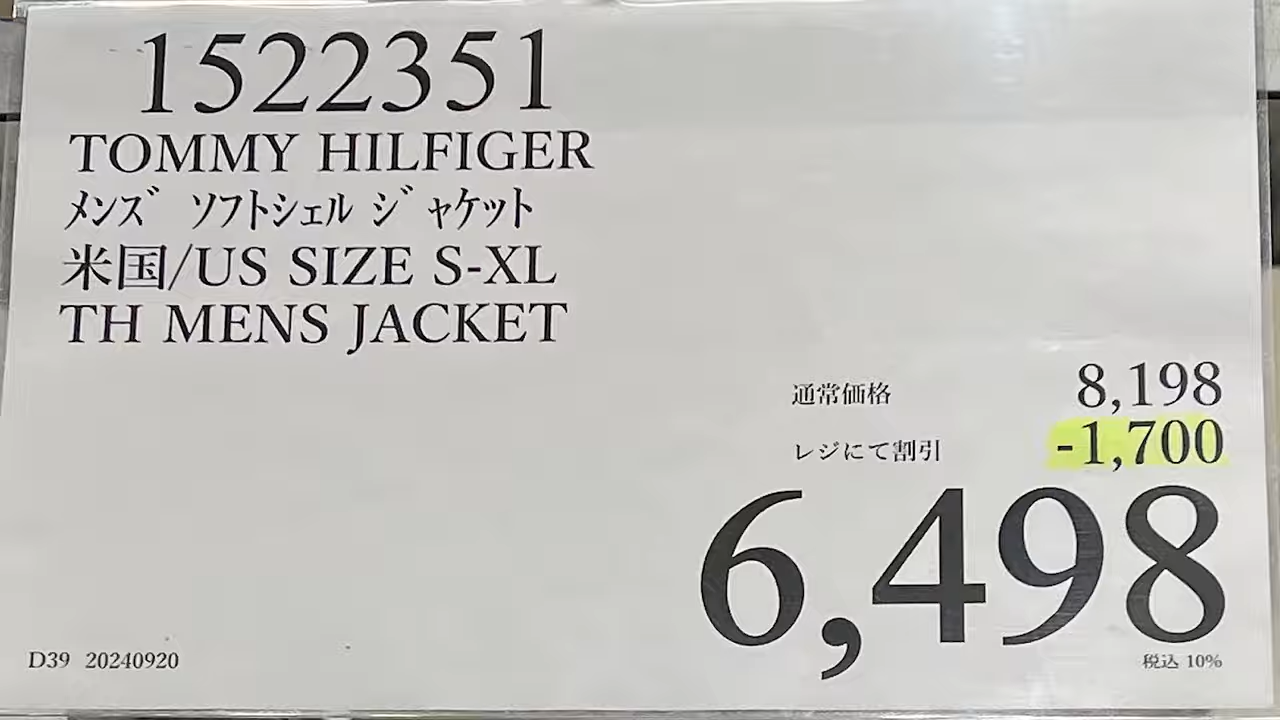 1522351
TOMMY HILFIGER
ﾒﾝｽﾞ ｿﾌﾄｼｪﾙ ｼﾞｬｹｯﾄ
米国/US SIZE S-XL
TH MENS JACKET
通常価格 8,198
レジにて割引 -1,700
6,498
D39 20240920 税込 10%